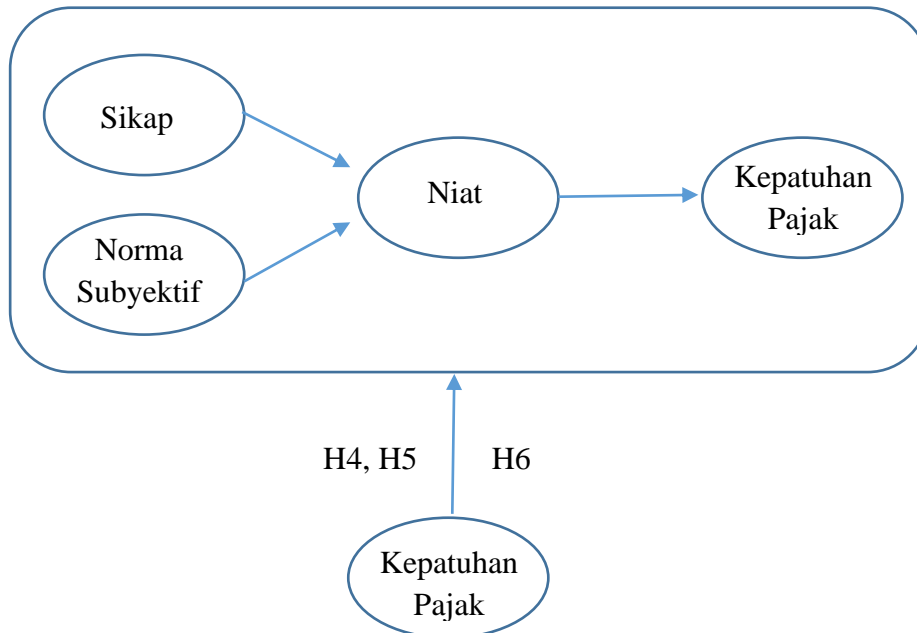 Sikap
Niat
Kepatuhan
Pajak
Norma
Subyektif
H4, H5
H6
Kepatuhan
Pajak